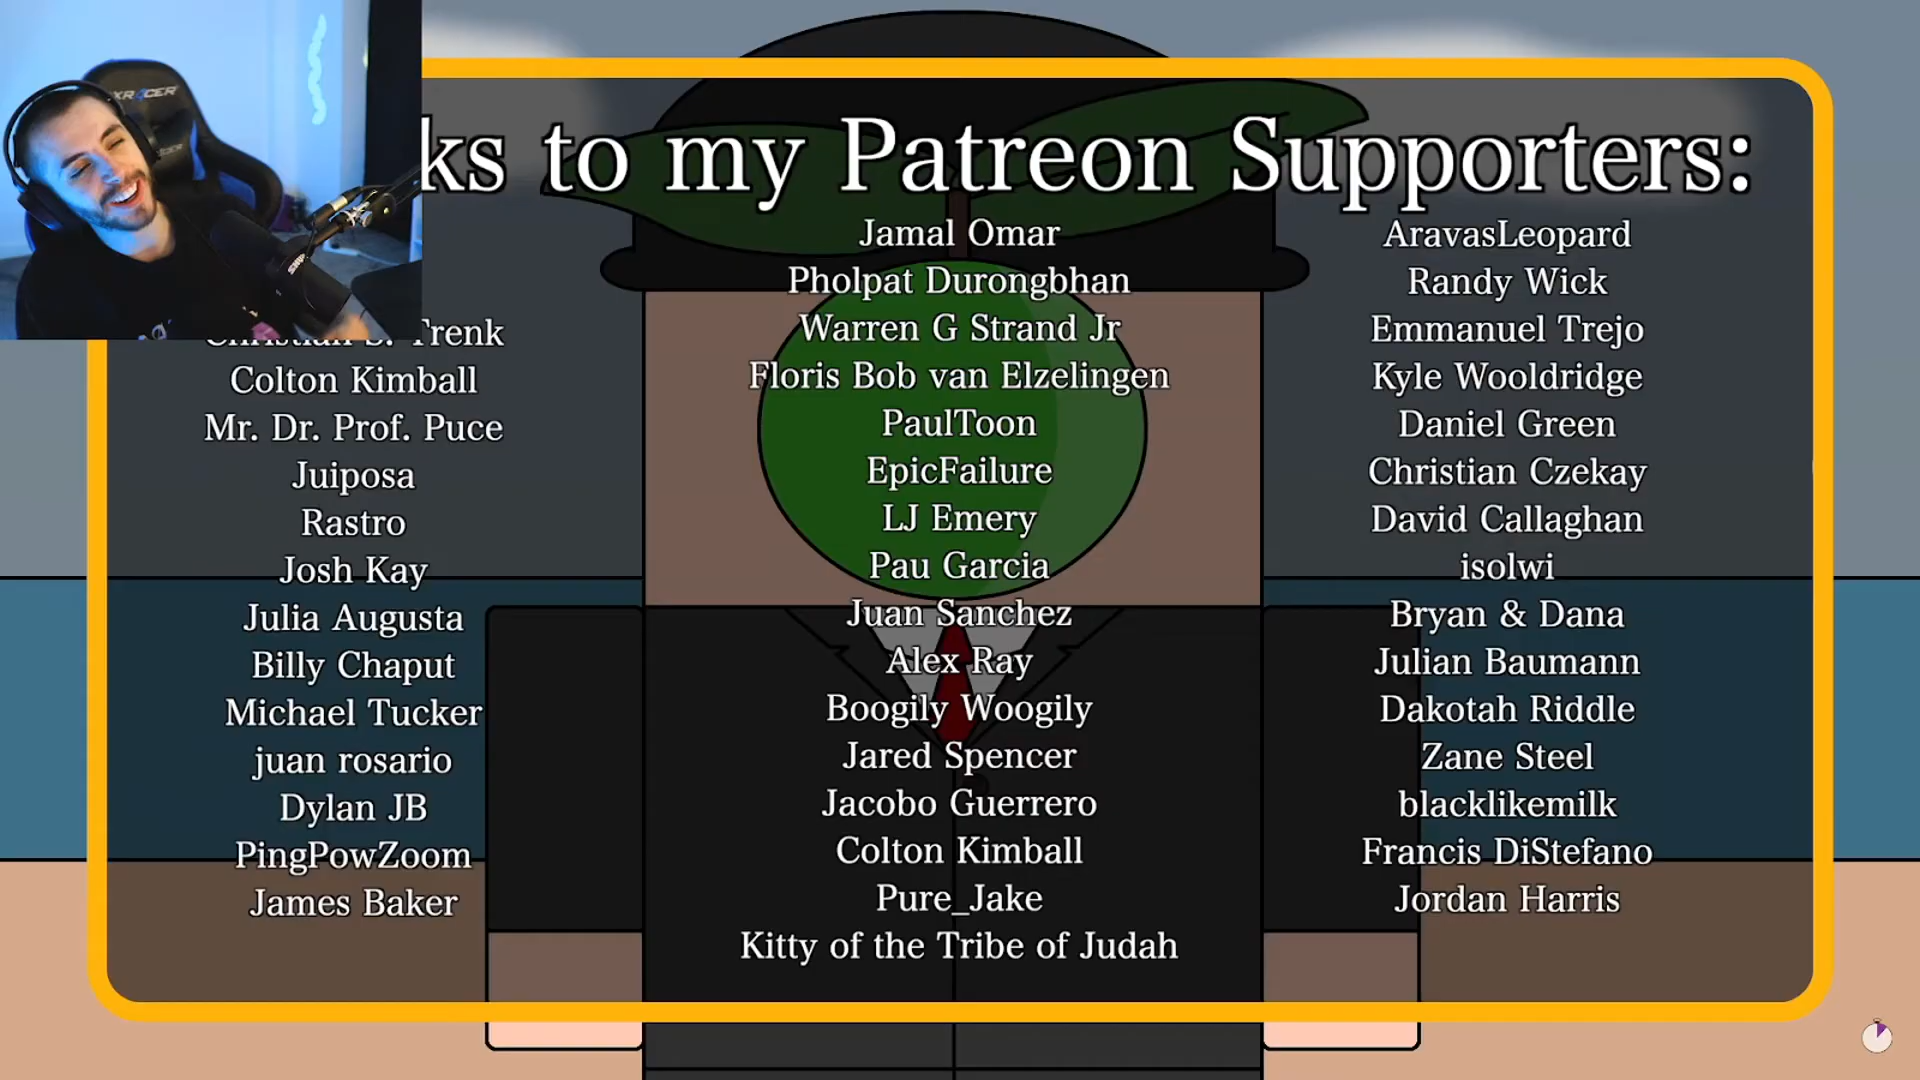 to my Patreon Supporters:
Trenk
Colton Kimball
Mr. Dr. Prof. Puce
Juiposa
Rastro
Josh Kay
Julia Augusta
Billy Chaput
Michael Tucker
juan rosario
Dylan JB
PingPowZoom
James Baker
Jamal Omar
Pholpat Durongbhan
Warren G Strand Jr
Floris Bob van Elzelingen
PaulToon
EpicFailure
LJ Emery
Pau Garcia
Juan Sanchez
Alex Ray
Boogily Woogily
Jared Spencer
Jacobo Guerrero
Colton Kimball
Pure_Jake
Kitty of the Tribe of Judah
AravasLeopard
Randy Wick
Emmanuel Trejo
Kyle Wooldridge
Daniel Green
Christian Czekay
David Callaghan
isolwi
Bryan & Dana
Julian Baumann
Dakotah Riddle
Zane Steel
blacklikemilk
Francis DiStefano
Jordan Harris